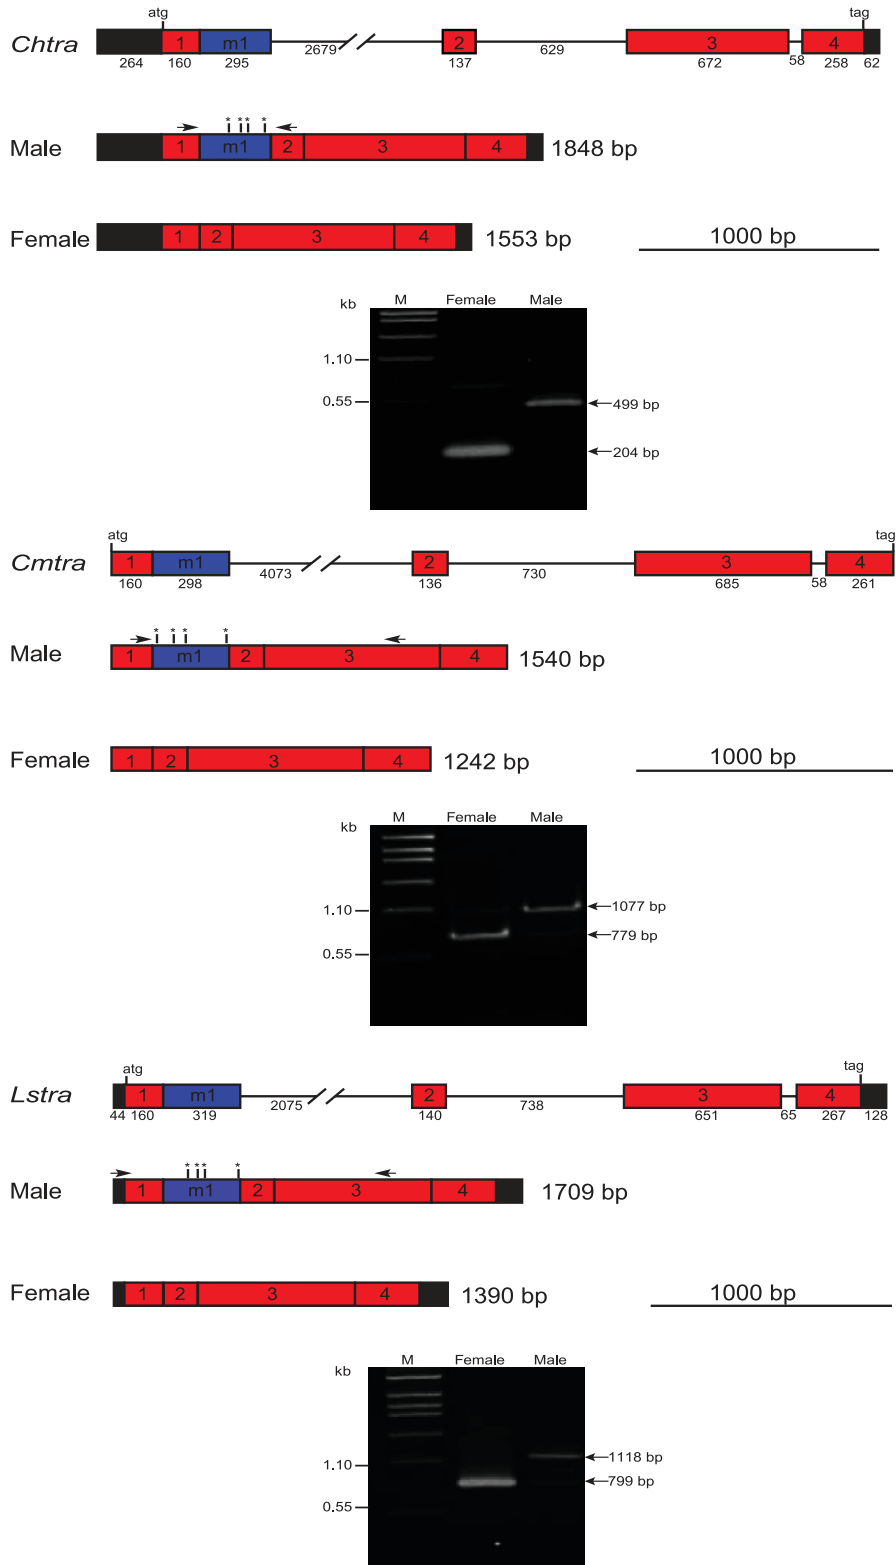 atg tag
Chtra 1 m1 2 3 4
264 160 295 2679 137 629 672 58 258 62
* ** *
Male 1 m1 2 3 4 1848 bp
Female 1 2 3 4 1553 bp 1000 bp
kb M Female Male
1.10
0.55 499 bp
204 bp
atg tag
Cmtra 1 m1 2 3 4
160 298 4073 136 730 685 58 261
* * * *
Male 1 m1 2 3 4 1540 bp
Female 1 2 3 4 1242 bp 1000 bp
kb M Female Male
1.10 1077 bp
779 bp
0.55
atg tag
Lstra 1 m1 2 3 4
44 160 319 2075 140 738 651 65 267 128
*** *
Male 1 m1 2 3 4 1709 bp
Female 1 2 3 4 1390 bp 1000 bp
kb M Female Male
1118 bp
1.10
799 bp
0.55